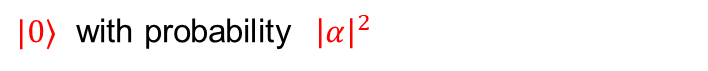 |0⟩ with probability |α|²